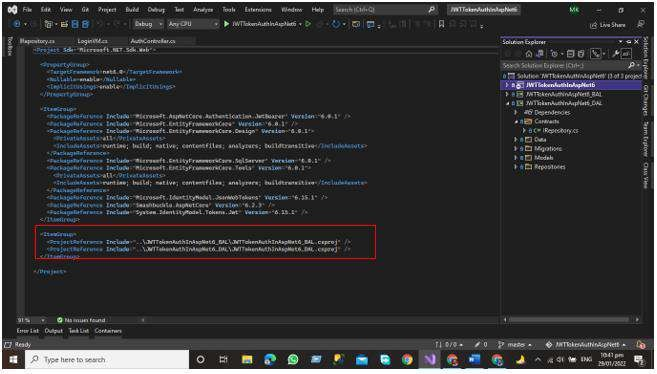 File Edit View Git Project Build Debug Test Analyze Tools Extensions Window Help Search (Ctrl+Q) JWTTokenAuthInAspNet6 MK
Debug Any CPU JWTTokenAuthInAspNet6 Live Share
IRepository.cs LoginVM.cs AuthController.cs
<Project Sdk="Microsoft.NET.Sdk.Web">
<PropertyGroup>
<TargetFramework>net6.0</TargetFramework>
<Nullable>enable</Nullable>
<ImplicitUsings>enable</ImplicitUsings>
</PropertyGroup>
<ItemGroup>
<PackageReference Include="Microsoft.AspNetCore.Authentication.JwtBearer" Version="6.0.1" />
<PackageReference Include="Microsoft.EntityFrameworkCore" Version="6.0.1" />
<PackageReference Include="Microsoft.EntityFrameworkCore.Design" Version="6.0.1">
<PrivateAssets>all</PrivateAssets>
<IncludeAssets>runtime; build; native; contentfiles; analyzers; buildtransitive</IncludeAssets>
</PackageReference>
<PackageReference Include="Microsoft.EntityFrameworkCore.SqlServer" Version="6.0.1" />
<PackageReference Include="Microsoft.EntityFrameworkCore.Tools" Version="6.0.1">
<PrivateAssets>all</PrivateAssets>
<IncludeAssets>runtime; build; native; contentfiles; analyzers; buildtransitive</IncludeAssets>
</PackageReference>
<PackageReference Include="Microsoft.IdentityModel.JsonWebTokens" Version="6.15.1" />
<PackageReference Include="Swashbuckle.AspNetCore" Version="6.2.3" />
<PackageReference Include="System.IdentityModel.Tokens.Jwt" Version="6.15.1" />
</ItemGroup>
<ItemGroup>
<ProjectReference Include="..\JWTTokenAuthInAspNet6_BAL\JWTTokenAuthInAspNet6_BAL.csproj" />
<ProjectReference Include="..\JWTTokenAuthInAspNet6_DAL\JWTTokenAuthInAspNet6_DAL.csproj" />
</ItemGroup>
</Project>
91 % No issues found
Error List Output Task List Containers
Toolbox
Solution Explorer
Search Solution Explorer (Ctrl+;)
Solution 'JWTTokenAuthInAspNet6' (3 of 3 project
JWTTokenAuthInAspNet6
JWTTokenAuthInAspNet6_BAL
JWTTokenAuthInAspNet6_DAL
Dependencies
Contracts
C# IRepository.cs
Data
Migrations
Models
Repositories
Solution Explorer
Git Changes
Team Explorer
Class View
Ready 0 / 0 0 master JWTTokenAuthInAspNet6
Type here to search ENG 10:41 pm
29/01/2022